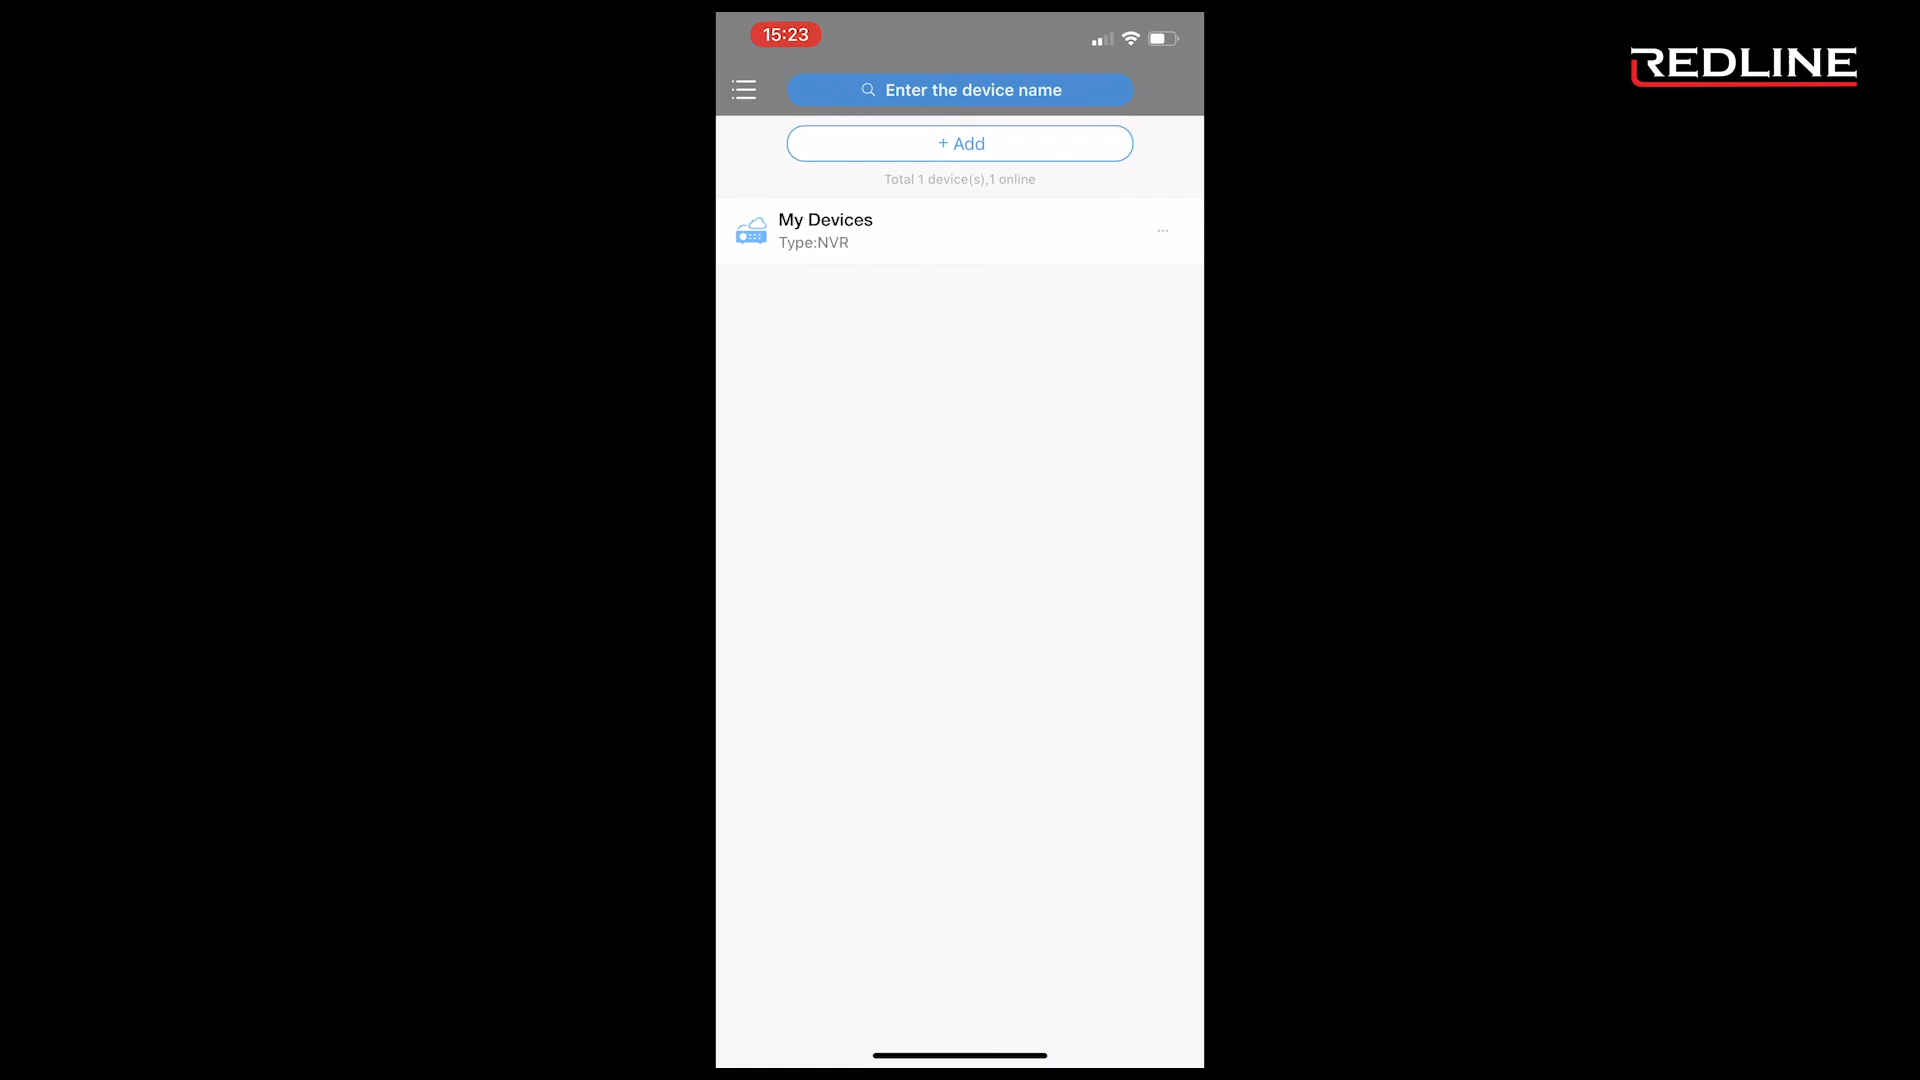 15:23
REDLINE
Enter the device name
+ Add
Total 1 device(s),1 online
My Devices
Type:NVR